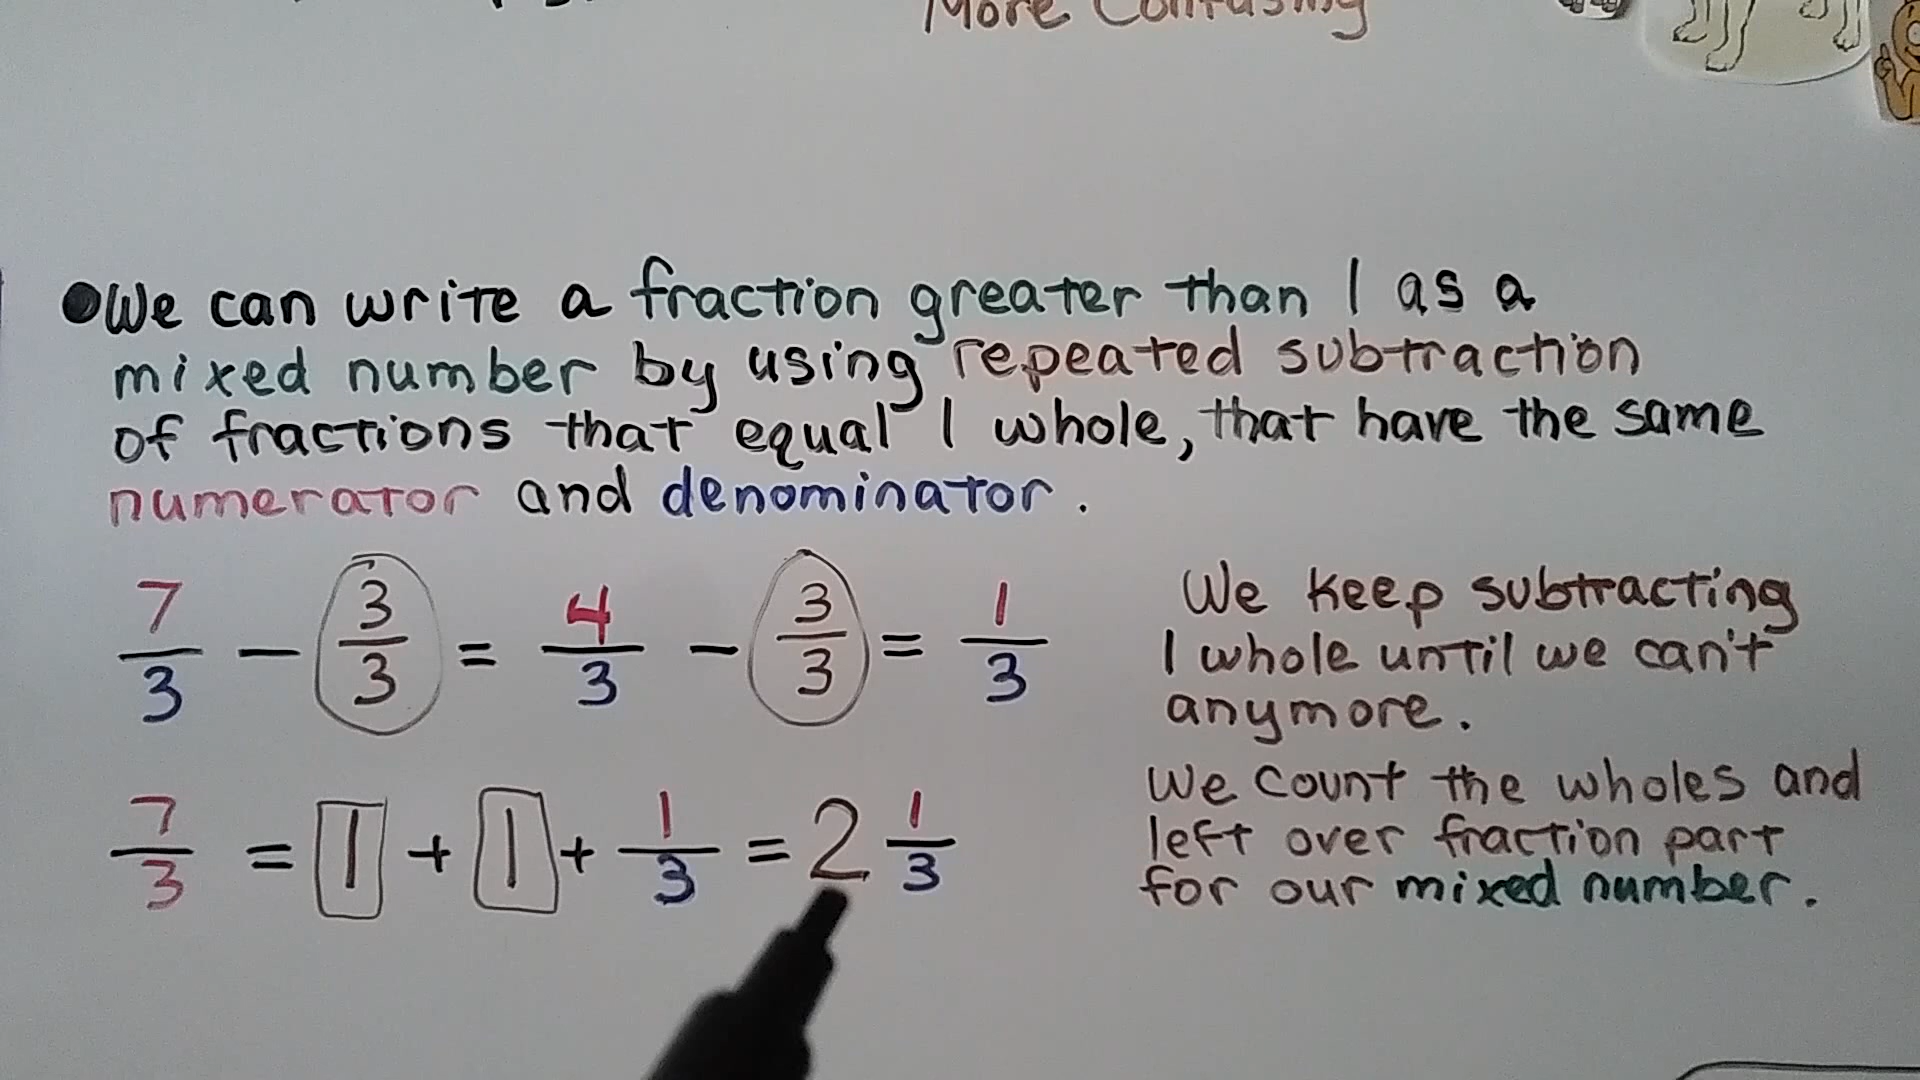 More Confusing
●We can write a fraction greater than 1 as a
mixed number by using repeated subtraction
of fractions that equal 1 whole, that have the same
numerator and denominator.
7/3 - 3/3 = 4/3 - 3/3 = 1/3
We keep subtracting
1 whole until we can't
anymore.
7/3 = 1 + 1 + 1/3 = 2 1/3
We count the wholes and
left over fraction part
for our mixed number.